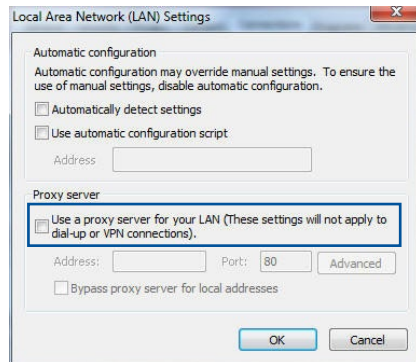 Local Area Network (LAN) Settings
Automatic configuration
Automatic configuration may override manual settings. To ensure the
use of manual settings, disable automatic configuration.
Automatically detect settings
Use automatic configuration script
Address
Proxy server
Use a proxy server for your LAN (These settings will not apply to
dial-up or VPN connections).
Address:
Port:
80
Advanced
Bypass proxy server for local addresses
OK
Cancel